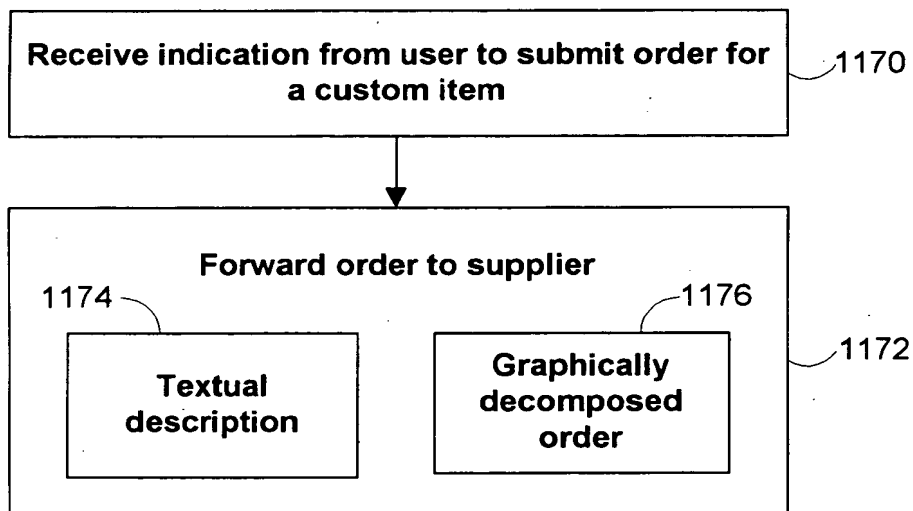 Receive indication from user to submit order for
a custom item
1170
Forward order to supplier
1174
1176
1172
Textual
description
Graphically
decomposed
order